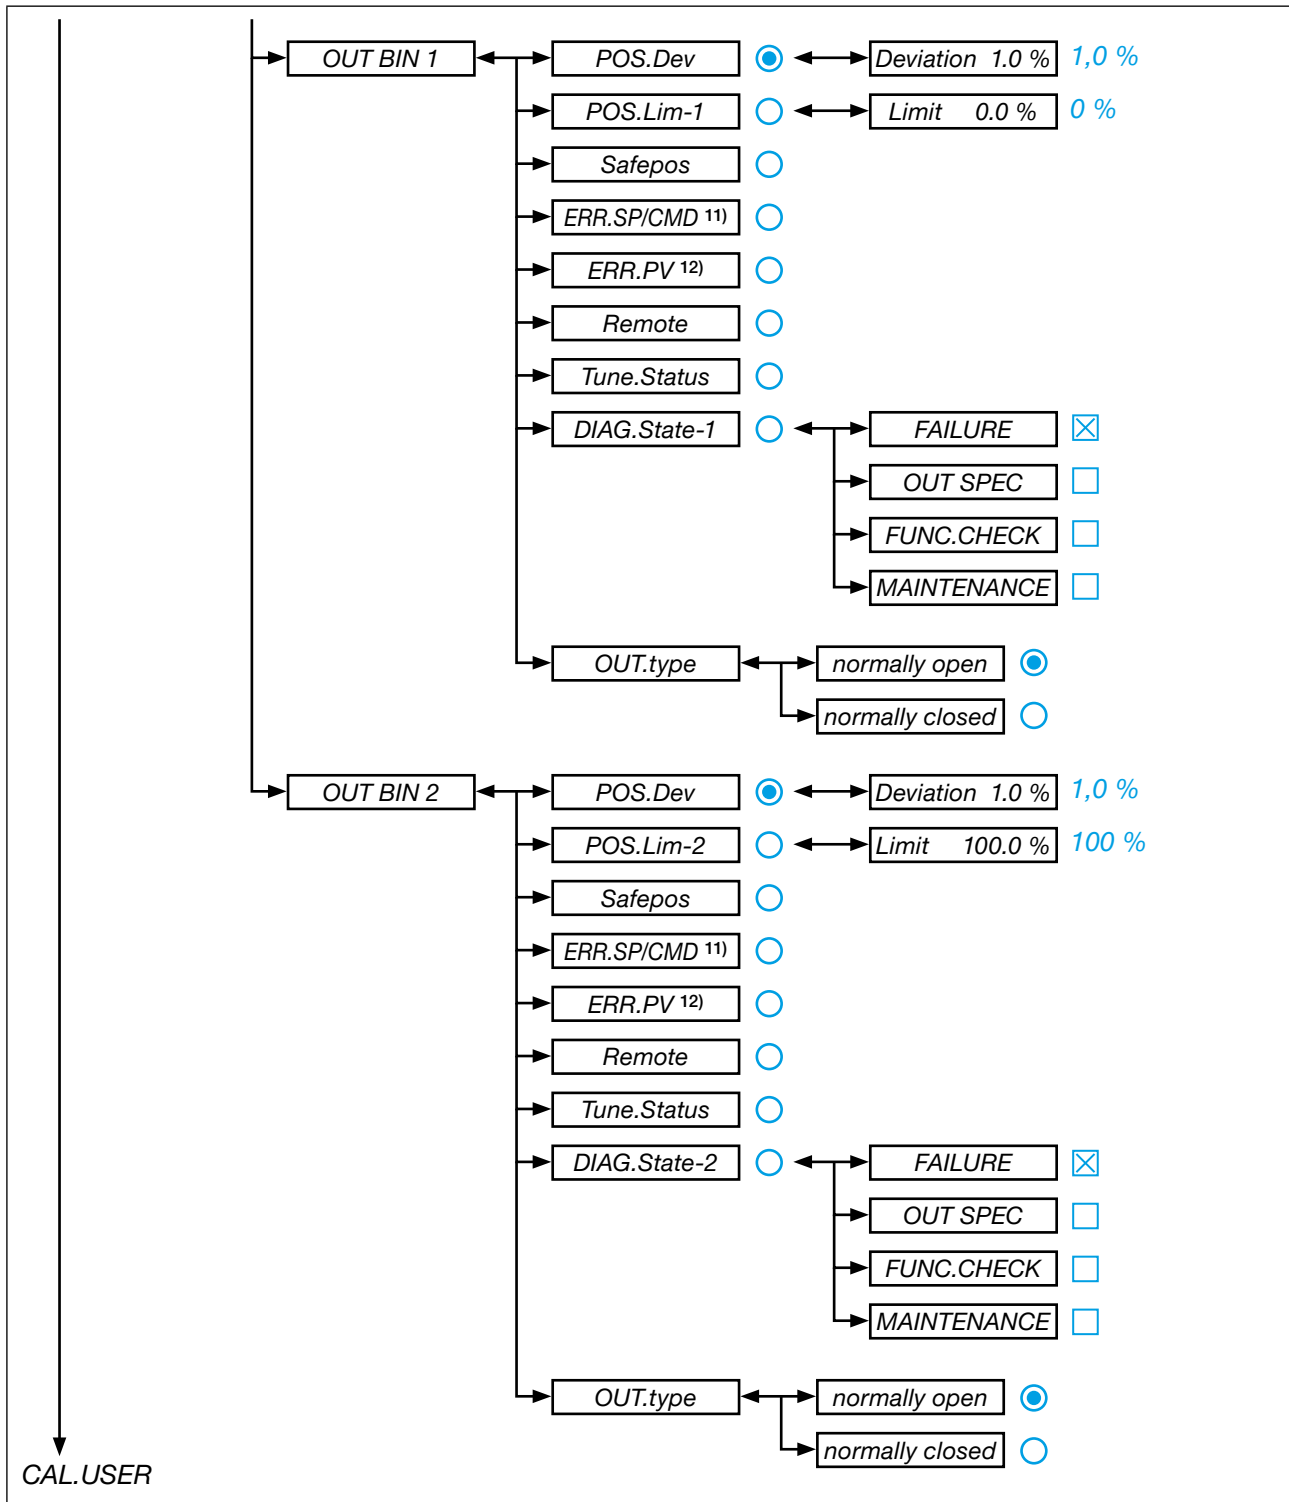 OUT BIN 1 POS.Dev Deviation 1.0 % 1,0 %
POS.Lim-1 Limit 0.0 % 0 %
Safepos
ERR.SP/CMD 11)
ERR.PV 12)
Remote
Tune.Status
DIAG.State-1 FAILURE
OUT SPEC
FUNC.CHECK
MAINTENANCE
OUT.type normally open
normally closed
OUT BIN 2 POS.Dev Deviation 1.0 % 1,0 %
POS.Lim-2 Limit 100.0 % 100 %
Safepos
ERR.SP/CMD 11)
ERR.PV 12)
Remote
Tune.Status
DIAG.State-2 FAILURE
OUT SPEC
FUNC.CHECK
MAINTENANCE
OUT.type normally open
normally closed
CAL.USER